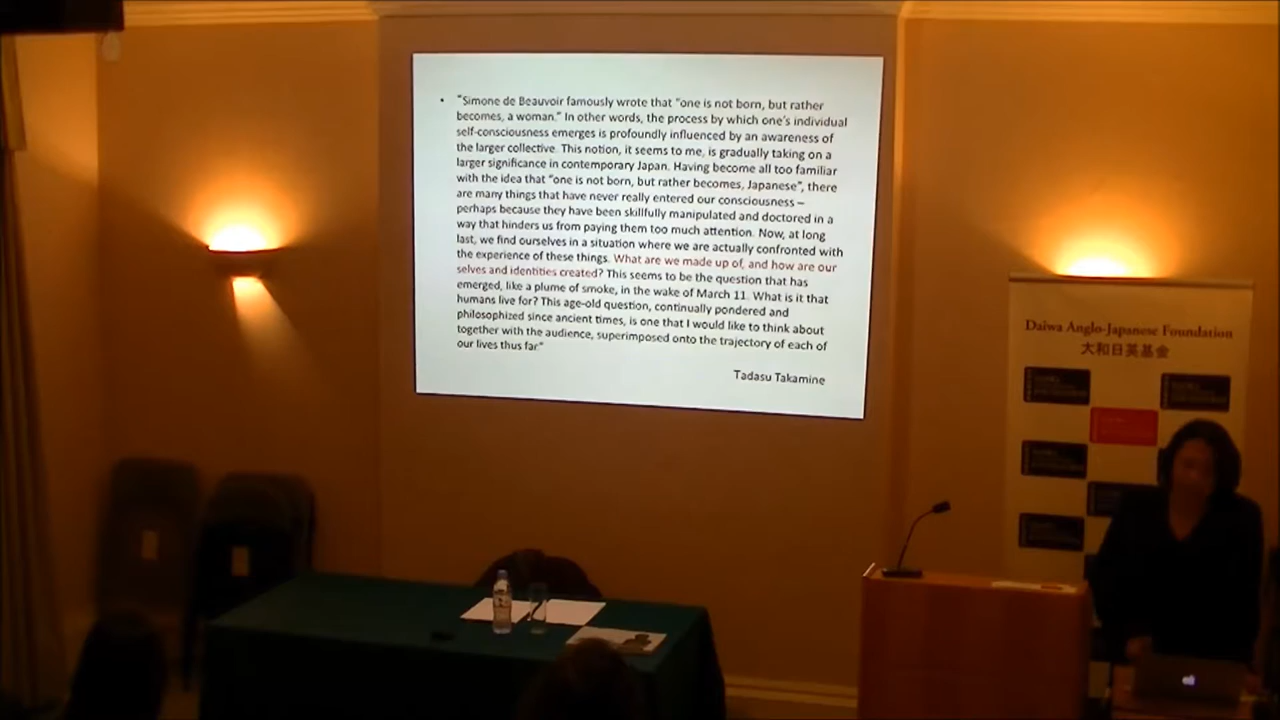 • "Simone de Beauvoir famously wrote that "one is not born, but rather
becomes, a woman." In other words, the process by which one's individual
self-consciousness emerges is profoundly influenced by an awareness of
the larger collective. This notion, it seems to me, is gradually taking on a
larger significance in contemporary Japan. Having become all too familiar
with the idea that "one is not born, but rather becomes, Japanese", there
are many things that have never really entered our consciousness –
perhaps because they have been skillfully manipulated and doctored in a
way that hinders us from paying them too much attention. Now, at long
last, we find ourselves in a situation where we are actually confronted with
the experience of these things. What are we made up of, and how are our
selves and identities created? This seems to be the question that has
emerged, like a plume of smoke, in the wake of March 11. What is it that
humans live for? This age-old question, continually pondered and
philosophized since ancient times, is one that I would like to think about
together with the audience, superimposed onto the trajectory of each of
our lives thus far."
Tadasu Takamine
Daiwa Anglo-Japanese Foundation
大和日英基金